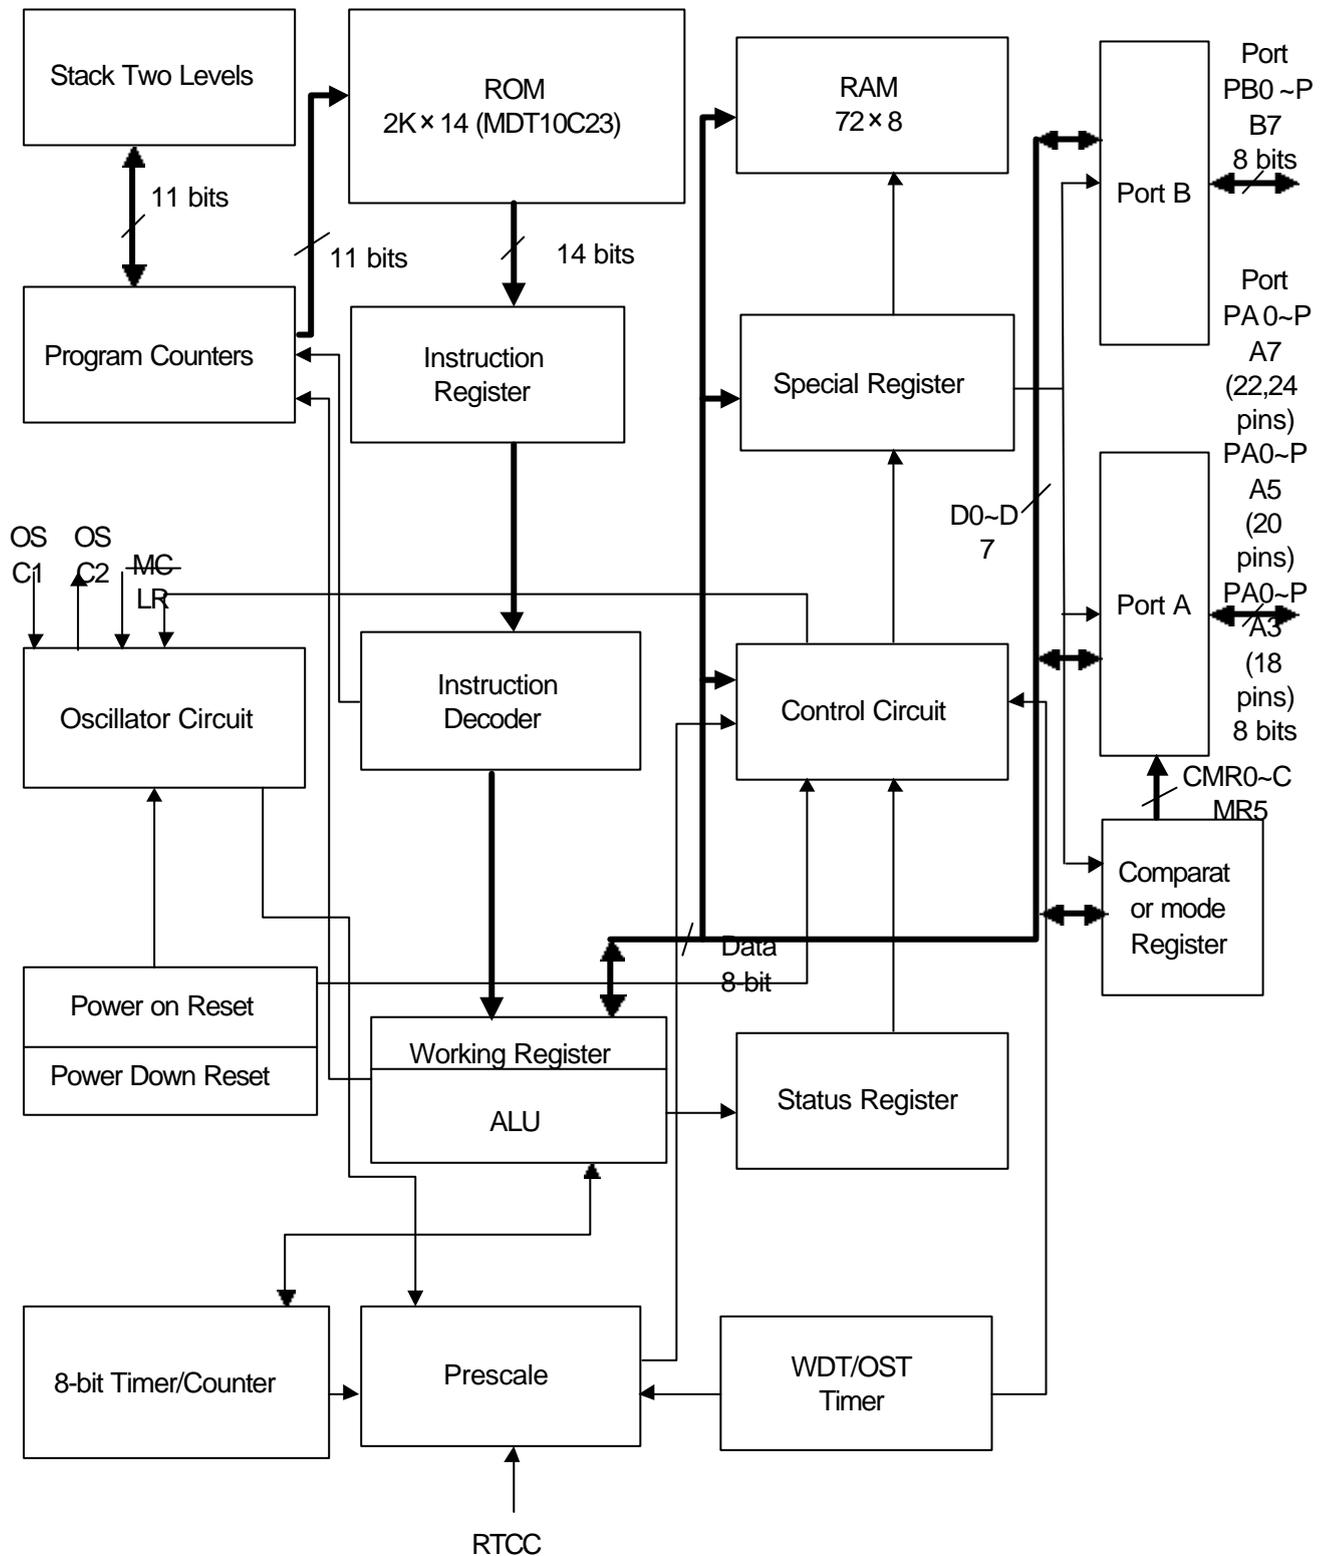 Stack Two Levels
ROM
2K×14 (MDT10C23)
RAM
72×8
Port
PB0 ~P
B7
8 bits
Port B
11 bits
11 bits
14 bits
Program Counters
Instruction
Register
Special Register
Port
PA 0~P
A7
(22,24
pins)
PA0~P
A5
(20
pins)
PA0~P
A3
(18
pins)
8 bits
D0~D
7
OS
C1
OS
C2
MC
LR
Port A
Oscillator Circuit
Instruction
Decoder
Control Circuit
CMR0~C
MR5
Comparat
or mode
Register
Data
8-bit
Power on Reset
Power Down Reset
Working Register
ALU
Status Register
8-bit Timer/Counter
Prescale
WDT/OST
Timer
RTCC